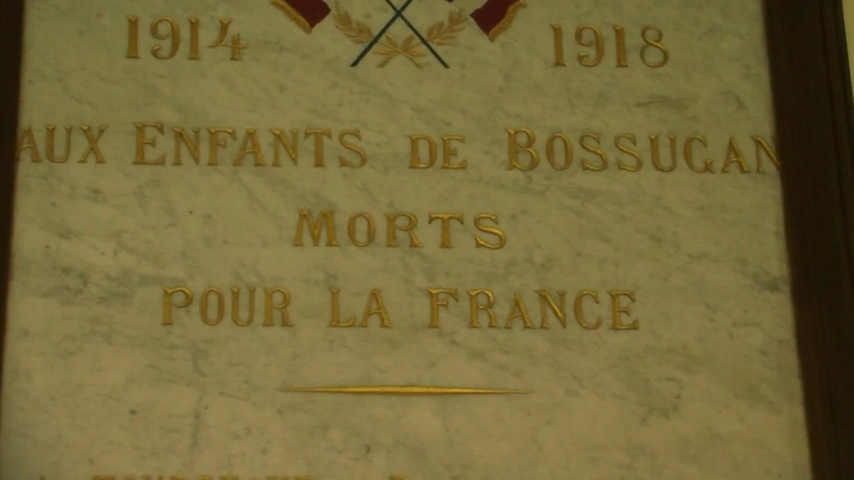 1914 1918
AUX ENFANTS DE BOSSUGAN
MORTS
POUR LA FRANCE